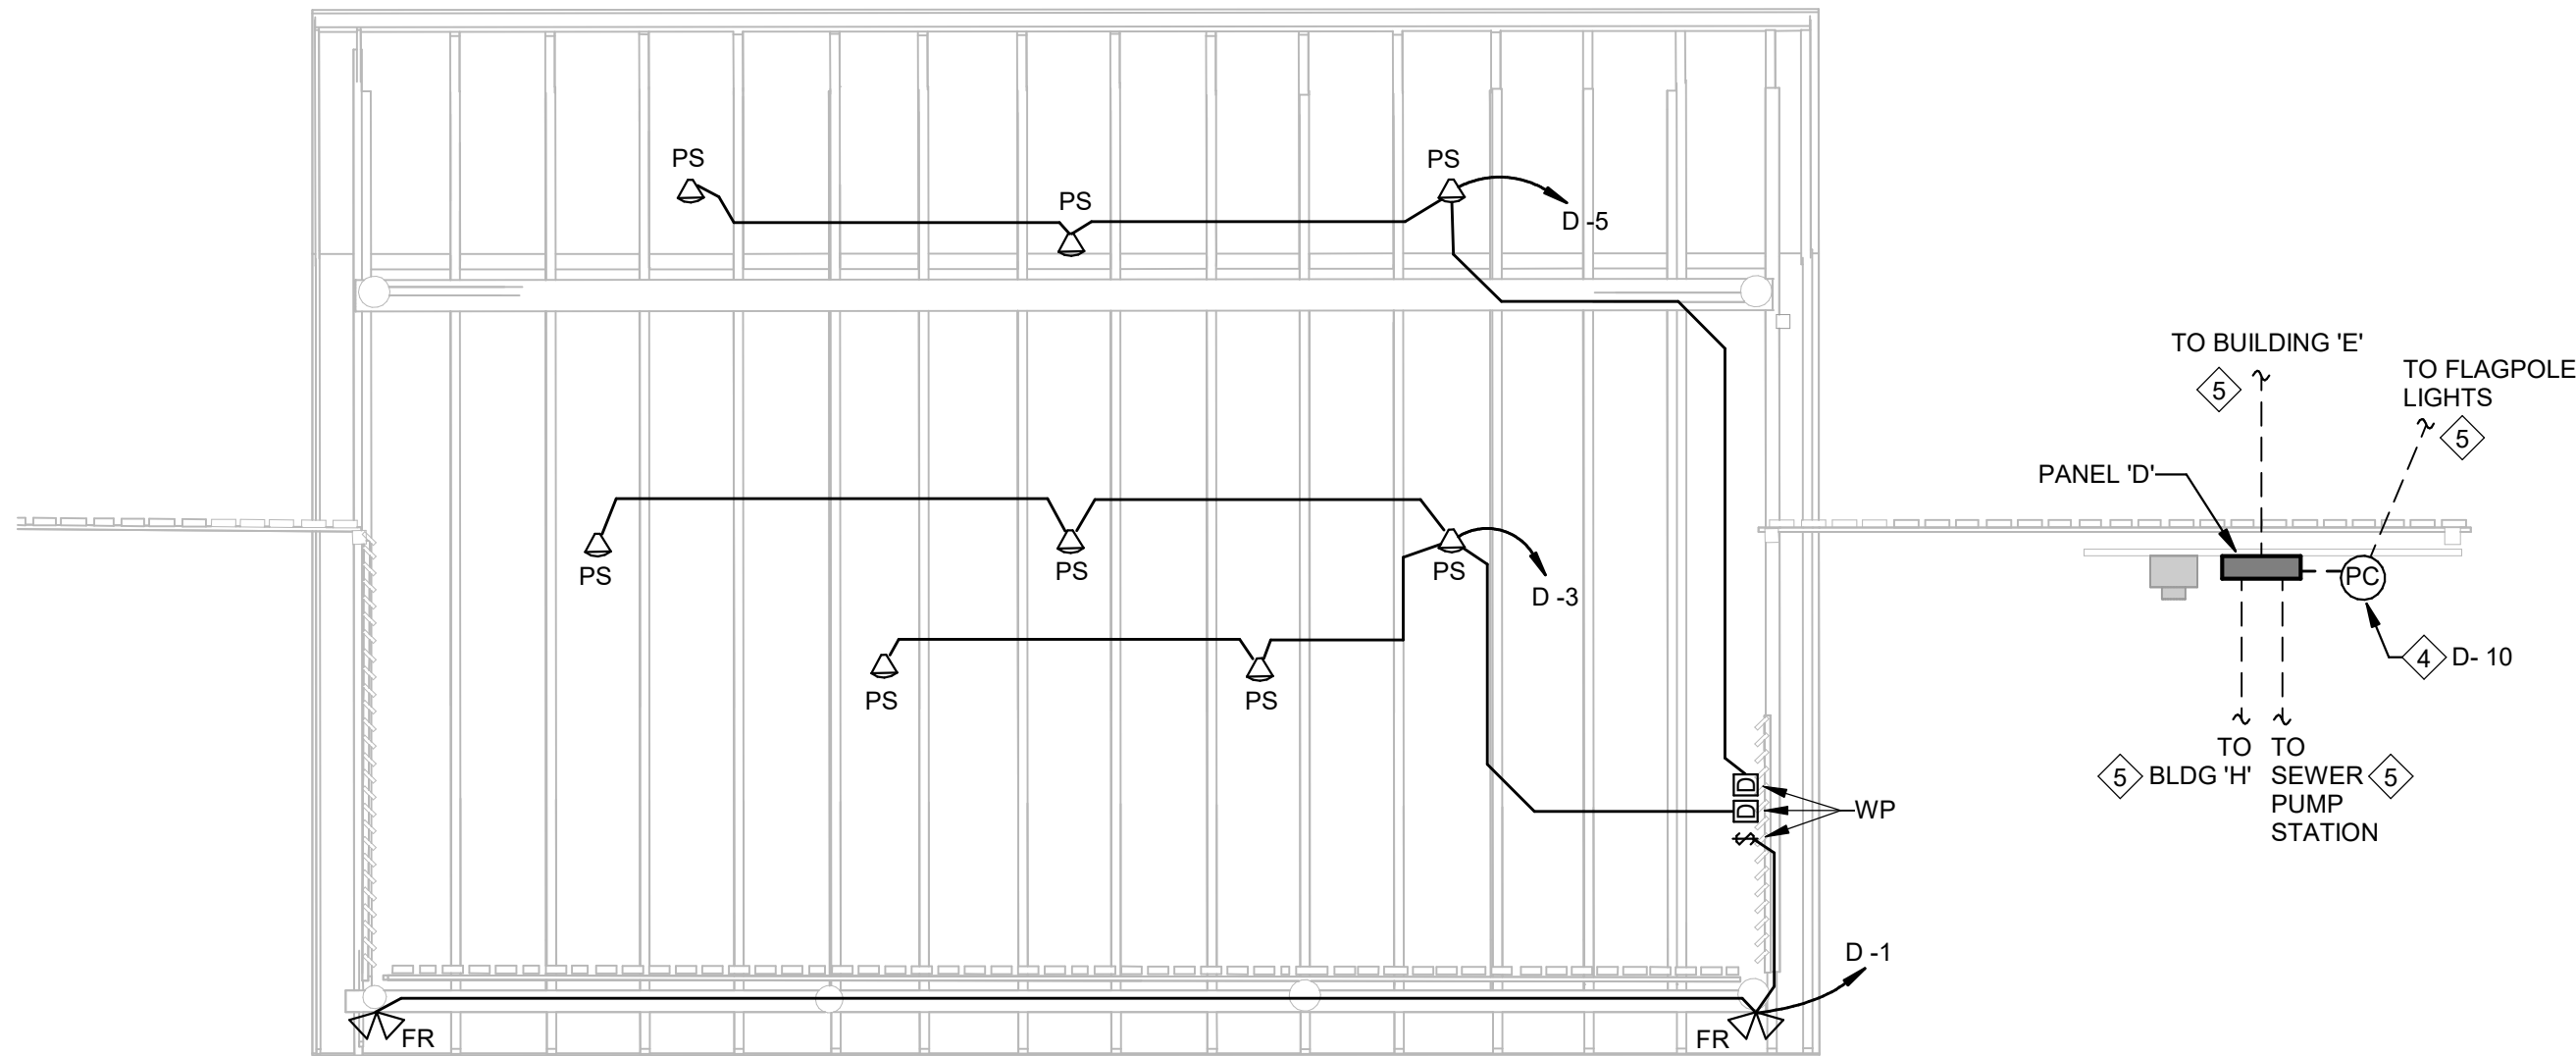 PS
PS
PS
D -5
TO BUILDING 'E'
5
TO FLAGPOLE
LIGHTS
5
PANEL 'D'
PS
PS
PS
D -3
PC
4
D- 10
PS
PS
TO
5
BLDG 'H'
TO
SEWER
5
PUMP
STATION
D
D
$
WP
D -1
FR
FR